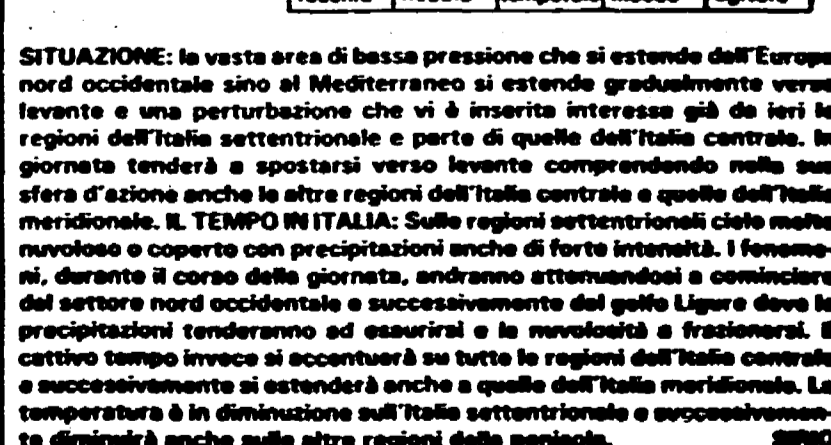 SITUAZIONE: la vasta area di bassa pressione che si estende dall'Europa
nord occidentale sino al Mediterraneo si estende gradualmente verso
levante e una perturbazione che vi è inserita interessa già da ieri le
regioni dell'Italia settentrionale e parte di quelle dell'Italia centrale. In
giornata tenderà a spostarsi verso levante comprendendo nella sua
sfera d'azione anche le altre regioni dell'Italia centrale e quelle dell'Italia
meridionale. IL TEMPO IN ITALIA: Sulle regioni settentrionali cielo molto
nuvoloso o coperto con precipitazioni anche di forte intensità. I fenome-
ni, durante il corso della giornata, andranno attenuandosi a cominciare
dal settore nord occidentale e successivamente dal golfo Ligure dove le
precipitazioni tenderanno ad esaurirsi e la nuvolosità a frazionarsi. Il
cattivo tempo invece si accentuerà su tutte le regioni dell'Italia centrale
e successivamente si estenderà anche a quelle dell'Italia meridionale. La
temperatura è in diminuzione sull'Italia settentrionale e successivamen-
te diminuirà anche sulle altre regioni della penisola.